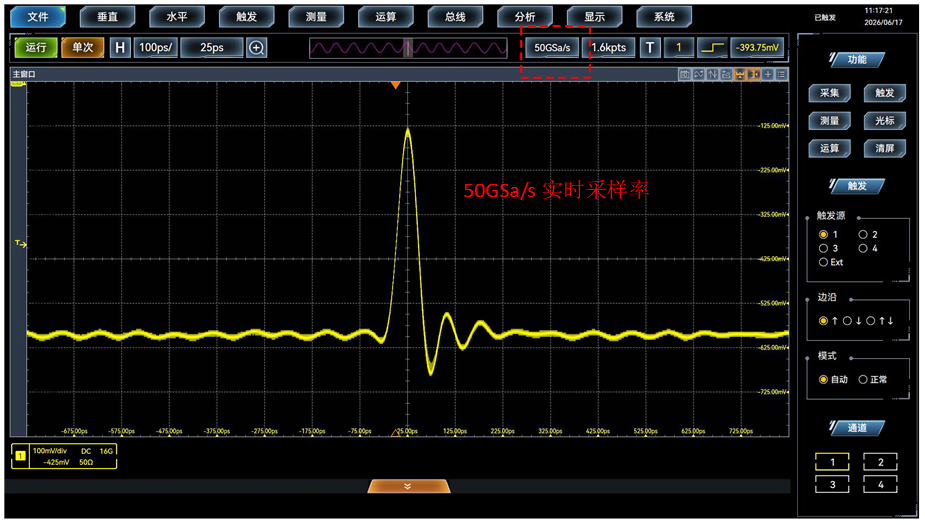 文件 垂直 水平 触发 测量 运算 总线 分析 显示 系统 已触发 11:17:21
2026/06/17
运行 单次 H 100ps/ 25ps 50GSa/s 1.6kpts T 1 -393.75mV
主窗口
功能
采集 触发
测量 光标
运算 清屏
-125.00mV
-225.00mV
50GSa/s 实时采样率
触发
触发源
1 2
3 4
Ext
-325.00mV
T
-425.00mV
边沿
↑ ↓ ↑↓
-525.00mV
-625.00mV
模式
自动 正常
-725.00mV
-675.00ps -575.00ps -475.00ps -375.00ps -275.00ps -175.00ps -75.00ps 25.00ps 125.00ps 225.00ps 325.00ps 425.00ps 525.00ps 625.00ps 725.00ps
通道
1 100mV/div DC 16G
-425mV 50Ω
1 2
3 4